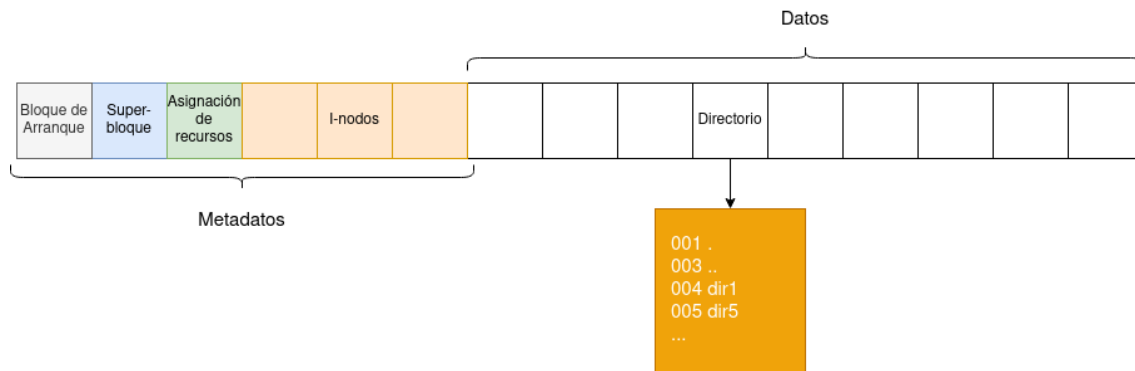 Datos
Bloque de
Arranque
Super-
bloque
Asignación
de
recursos
I-nodos
Directorio
Metadatos
001 .
003 ..
004 dir1
005 dir5
...